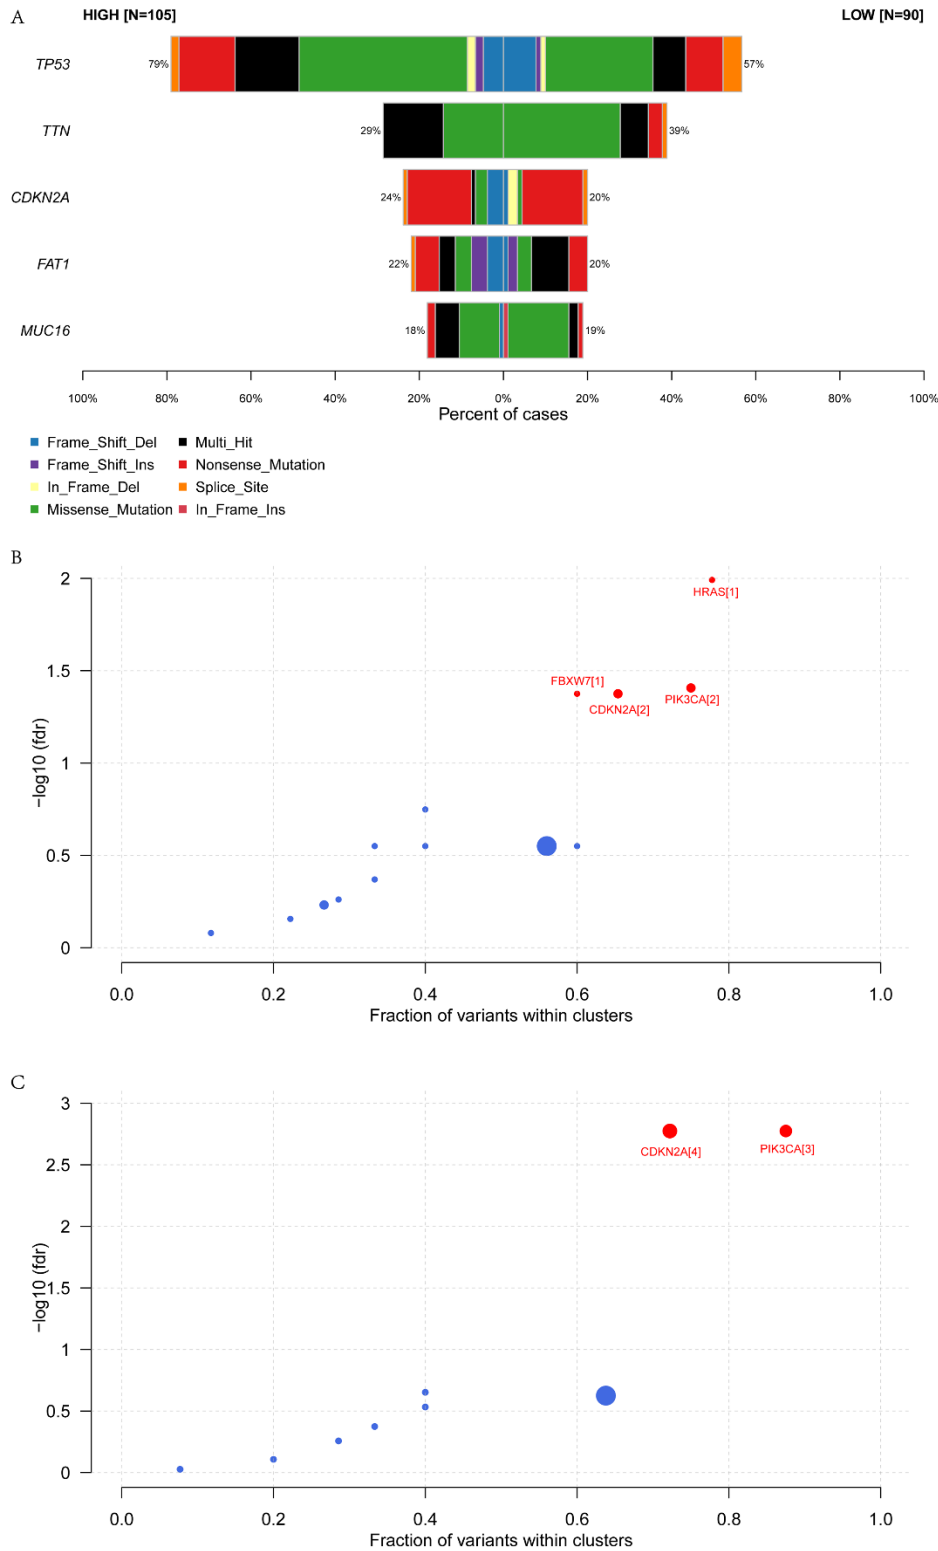 A
HIGH [N=105] LOW [N=90]
TP53 79% 57%
TTN 29% 39%
CDKN2A 24% 20%
FAT1 22% 20%
MUC16 18% 19%
100% 80% 60% 40% 20% 0% 20% 40% 60% 80% 100%
Percent of cases
Frame_Shift_Del Multi_Hit
Frame_Shift_Ins Nonsense_Mutation
In_Frame_Del Splice_Site
Missense_Mutation In_Frame_Ins
B
2
HRAS[1]
1.5
FBXW7[1]
PIK3CA[2]
CDKN2A[2]
−log10 (fdr)
1
0.5
0
0.0 0.2 0.4 0.6 0.8 1.0
Fraction of variants within clusters
C
3
CDKN2A[4] PIK3CA[3]
2.5
2
−log10 (fdr)
1.5
1
0.5
0
0.0 0.2 0.4 0.6 0.8 1.0
Fraction of variants within clusters